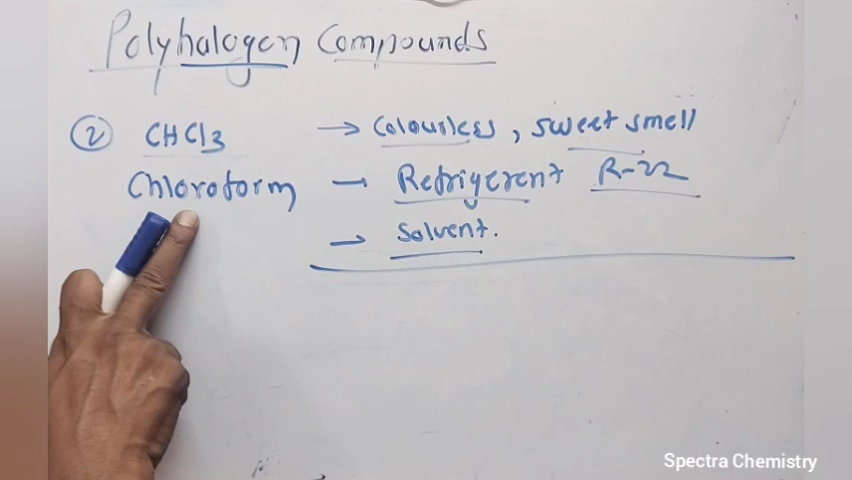 Polyhalogen Compounds
② CHCl3 → Colourless, sweet smell
Chloroform — Refrigerent R-22
→ Solvent.
Spectra Chemistry